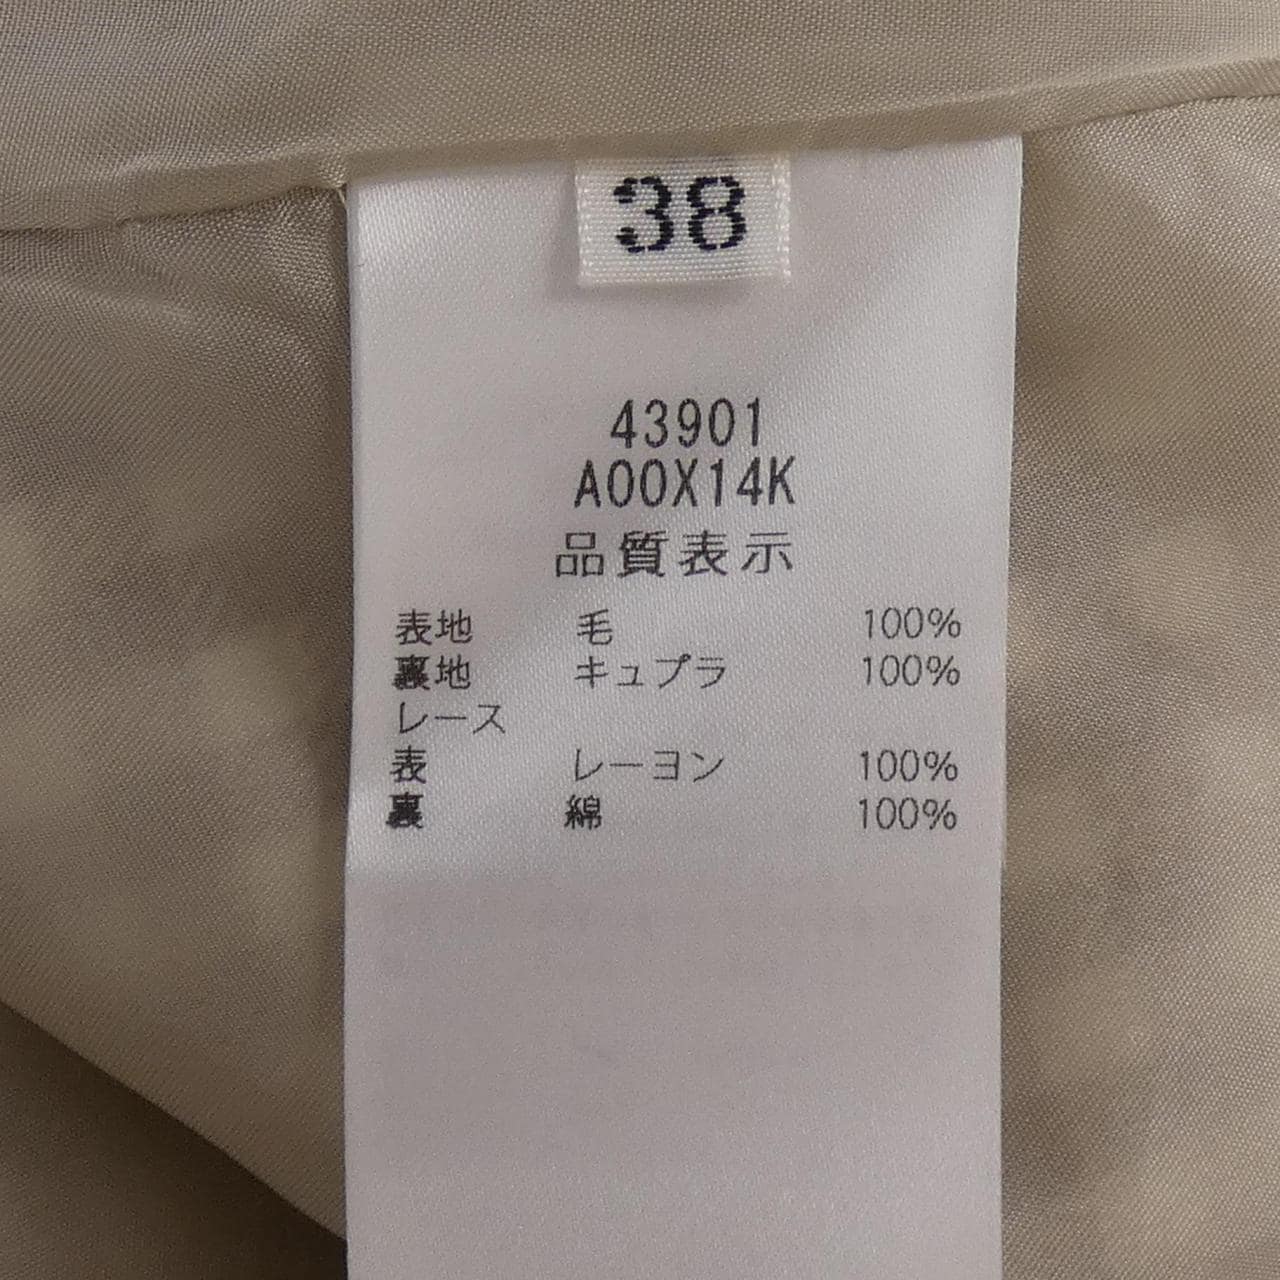 38
43901
A00X14K
品質表示
表地 毛 100%
裏地 キュプラ 100%
レース
表 レーヨン 100%
裏 綿 100%